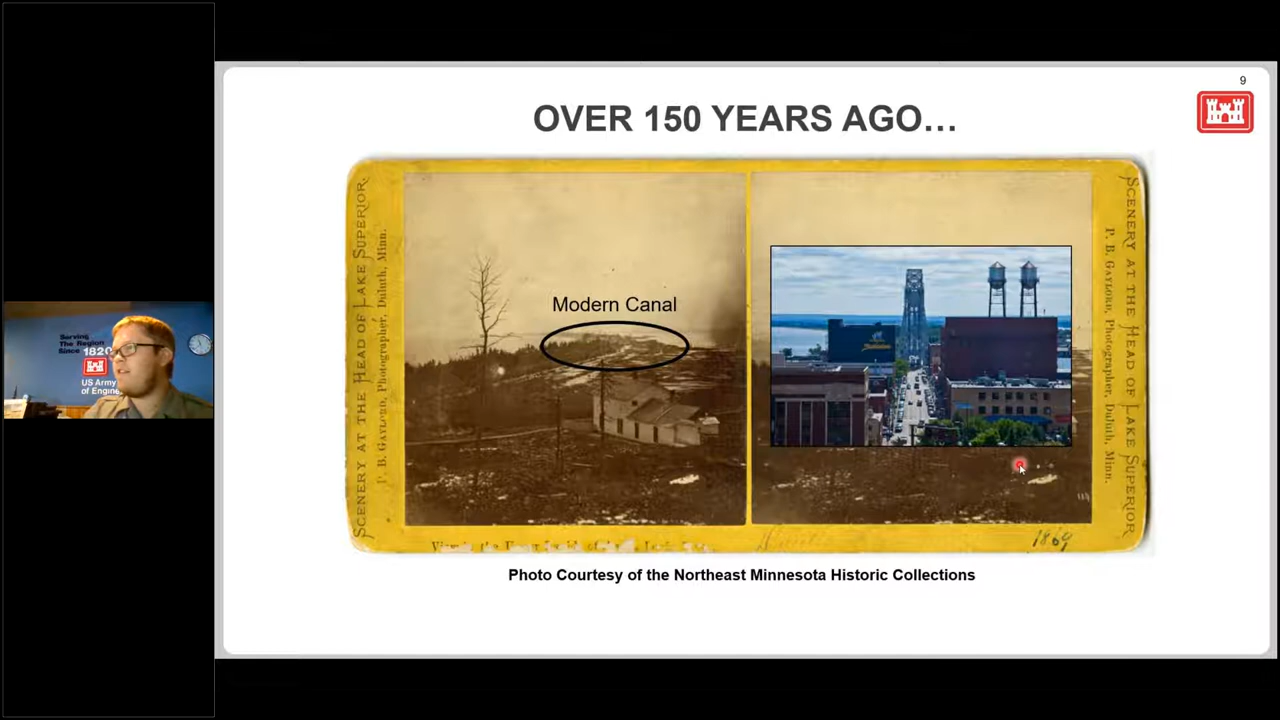 9
OVER 150 YEARS AGO…
SCENERY AT THE HEAD OF LAKE SUPERIOR.
P. B. GAYLORD, Photographer, Duluth, Minn.
Modern Canal
SCENERY AT THE HEAD OF LAKE SUPERIOR
P. B. GAYLORD, Photographer, Duluth, Minn.
1869
Photo Courtesy of the Northeast Minnesota Historic Collections
Serving
The Region
Since 1820
US Army
of Engine